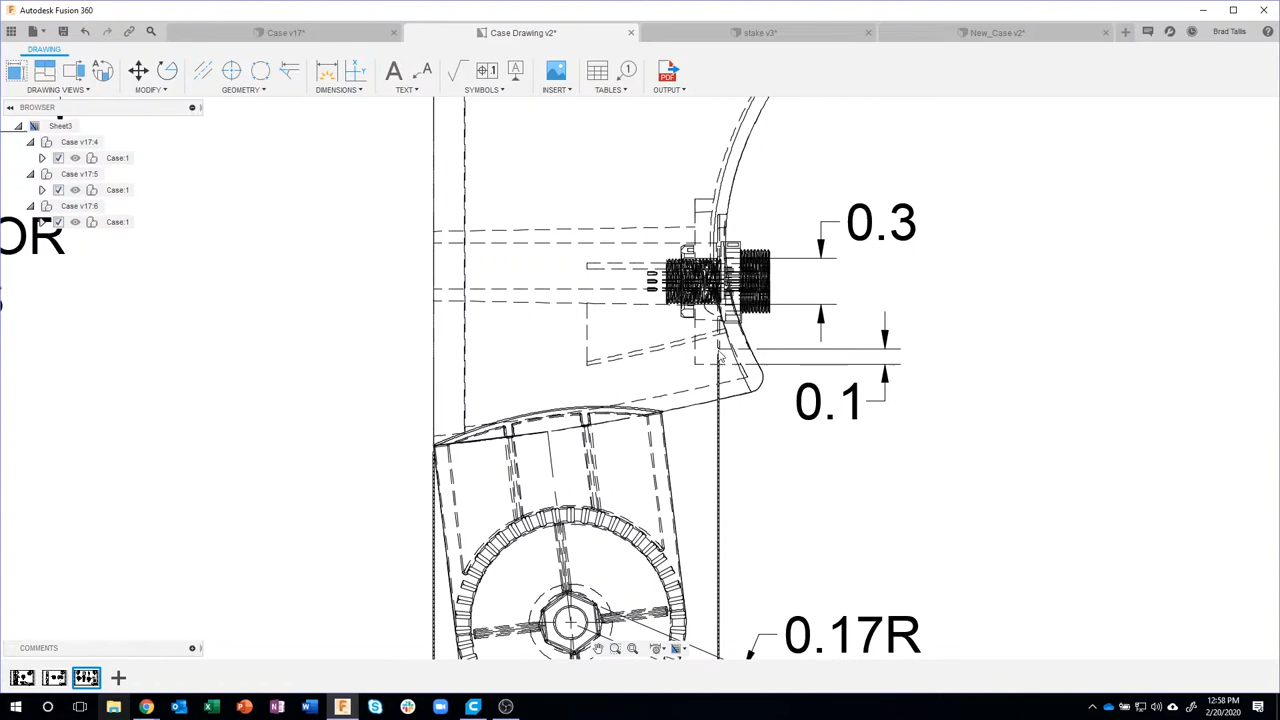 Autodesk Fusion 360
Case v17*
Case Drawing v2*
stake v3*
New_Case v2*
Brad Tallis
DRAWING
DRAWING VIEWS
MODIFY
GEOMETRY
DIMENSIONS
TEXT
SYMBOLS
INSERT
TABLES
OUTPUT
PDF
BROWSER
Sheet3
Case v17:4
Case:1
Case v17:5
Case:1
Case v17:6
Case:1
OR
0.3
0.1
0.17R
COMMENTS
12:58 PM
2/20/2020